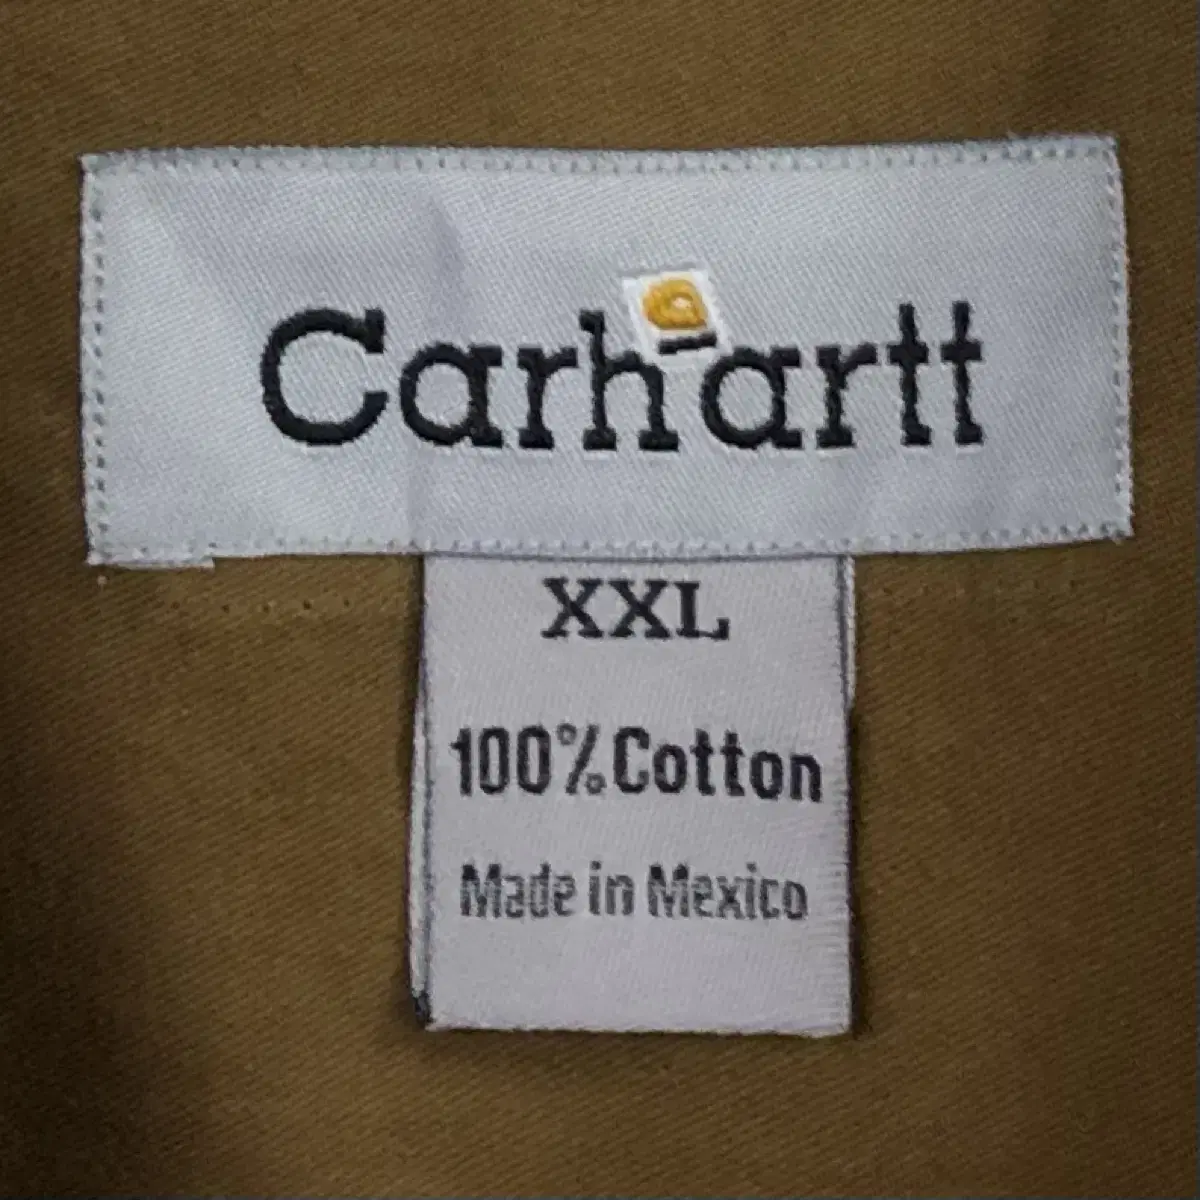 Carhartt
XXL
100% Cotton
Made in Mexico